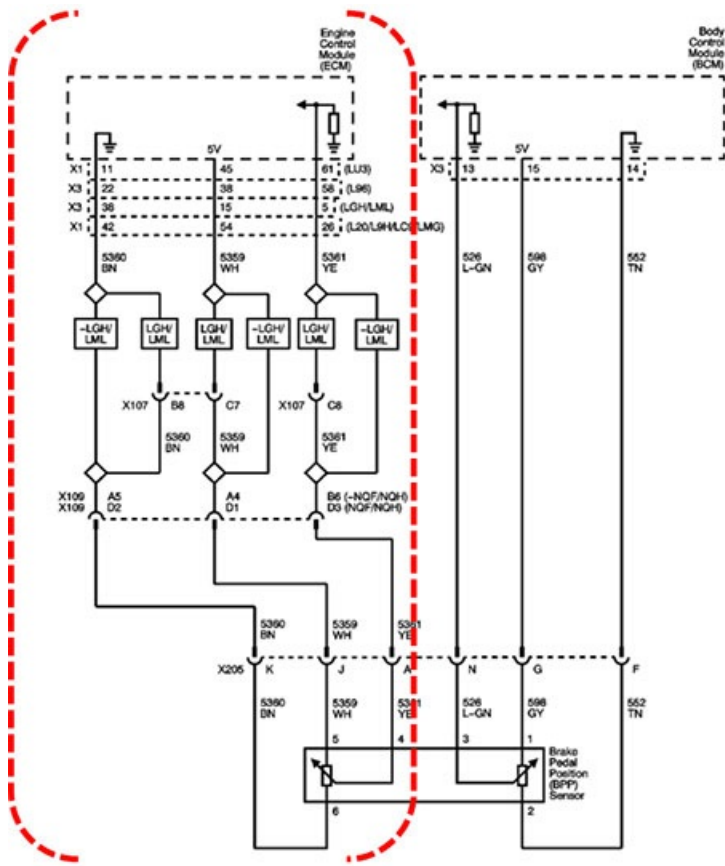 Engine
Control
Module
(ECM)
Body
Control
Module
(BCM)
5V
5V
X1 11 45 61 (LU3)
X3 22 38 58 (L96)
X3 38 15 5 (LGH/LML)
X1 42 54 26 (L20/L9H/LC9/LMG)
X3 13 15 14
5360
BN
5359
WH
5361
YE
526
L-GN
598
GY
552
TN
~LGH/
LML
LGH/
LML
LGH/
LML
~LGH/
LML
LGH/
LML
~LGH/
LML
X107 B8 C7 X107 C8
5360
BN
5359
WH
5361
YE
X109 A5 A4 B6 (~NQF/NQH)
X109 D2 D1 D3 (NQF/NQH)
5360
BN
5359
WH
5361
YE
X205 K J A N G F
5360
BN
5359
WH
5361
YE
526
L-GN
598
GY
552
TN
5 4 3 1
Brake
Pedal
Position
(BPP)
Sensor
6 2